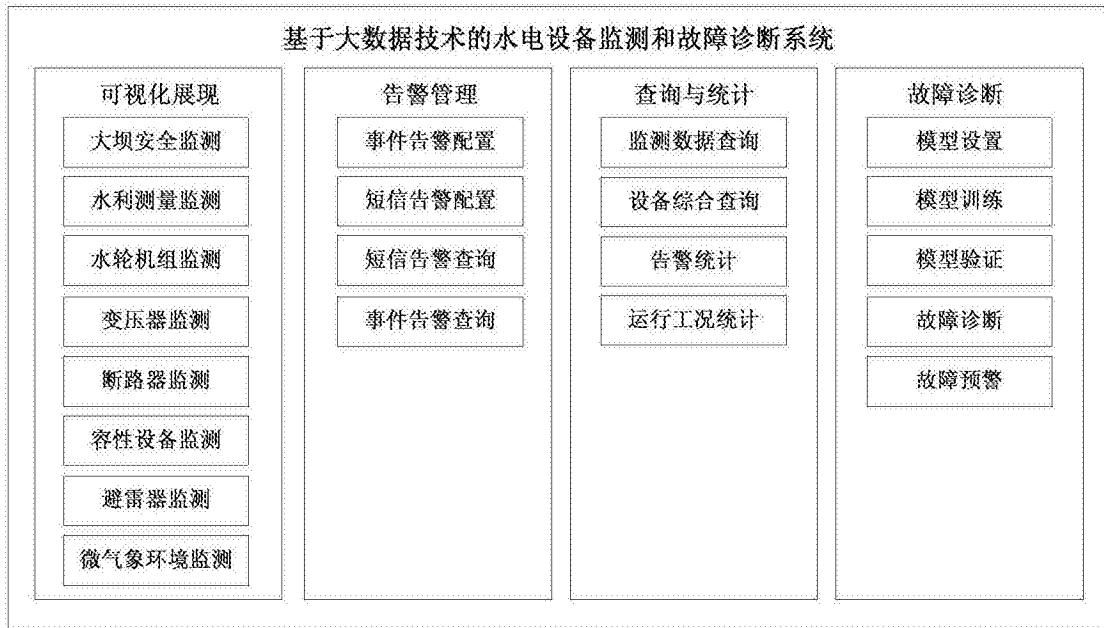 基于大数据技术的水电设备监测和故障诊断系统
可视化展现
大坝安全监测
水利测量监测
水轮机组监测
变压器监测
断路器监测
容性设备监测
避雷器监测
微气象环境监测
告警管理
事件告警配置
短信告警配置
短信告警查询
事件告警查询
查询与统计
监测数据查询
设备综合查询
告警统计
运行工况统计
故障诊断
模型设置
模型训练
模型验证
故障诊断
故障预警